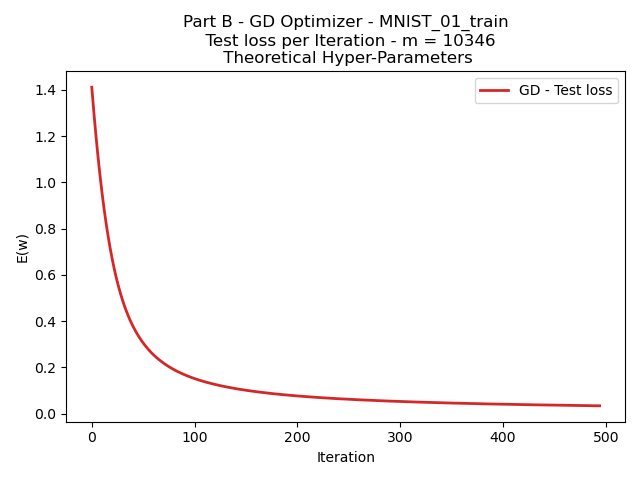 Part B - GD Optimizer - MNIST_01_train
Test loss per Iteration - m = 10346
Theoretical Hyper-Parameters
GD - Test loss
E(w)
1.4
1.2
1.0
0.8
0.6
0.4
0.2
0.0
0 100 200 300 400 500
Iteration